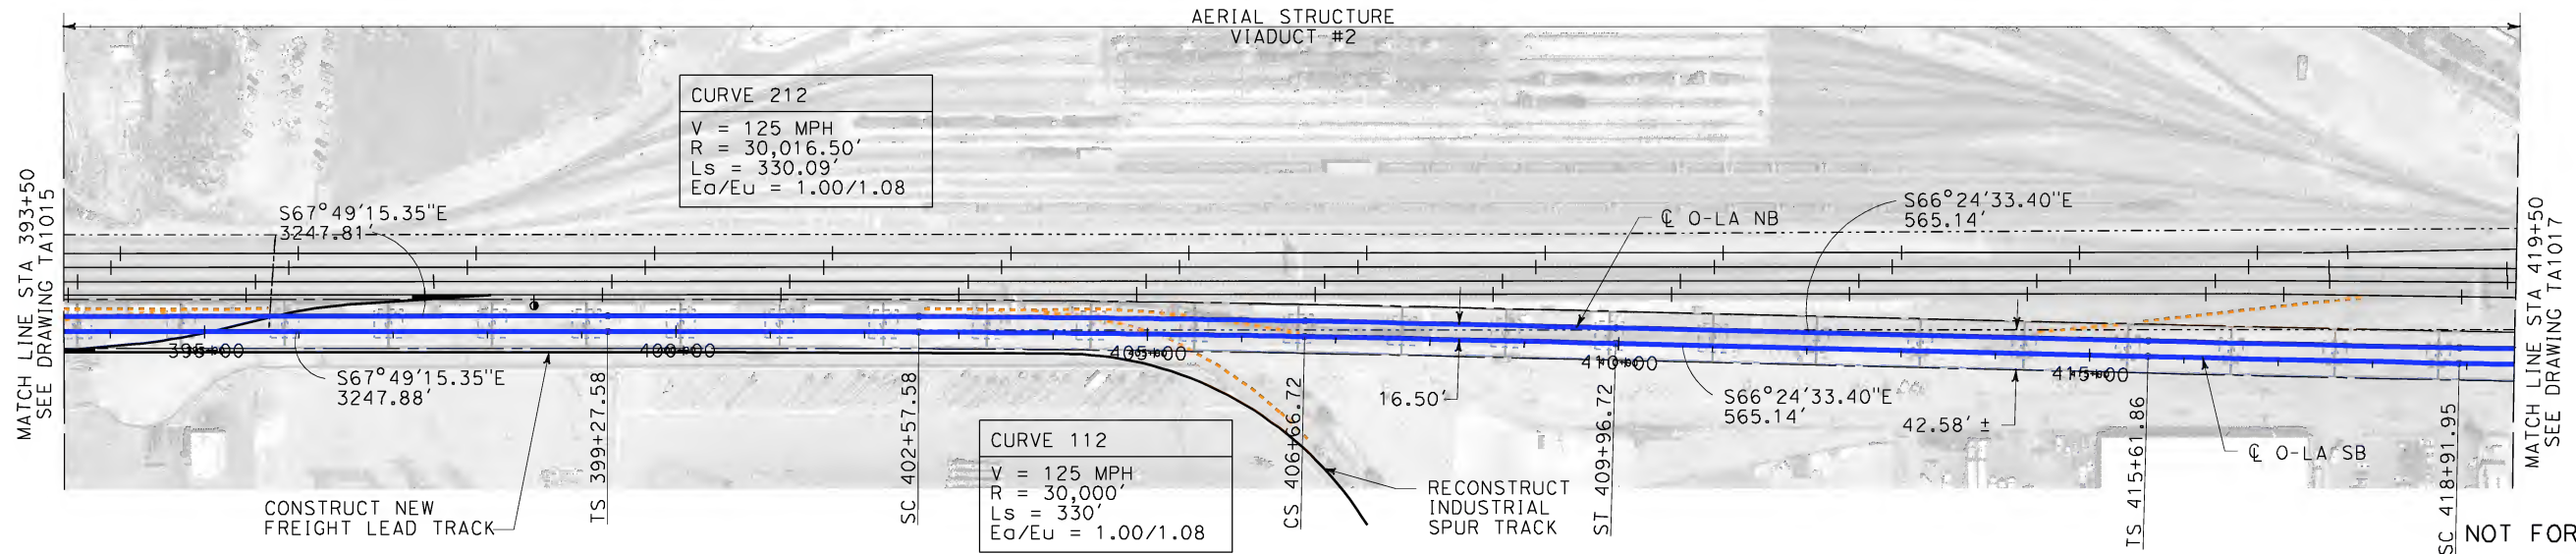 AERIAL STRUCTURE
VIADUCT #2
CURVE 212
V = 125 MPH
R = 30,016.50'
Ls = 330.09'
Ea/Eu = 1.00/1.08
MATCH LINE STA 393+50
SEE DRAWING TA1015
S67°49'15.35"E
3247.81'
℄ O-LA NB
S66°24'33.40"E
565.14'
MATCH LINE STA 419+50
SEE DRAWING TA1017
395+00
400+00
405+00
410+00
415+00
S67°49'15.35"E
3247.88'
16.50'
S66°24'33.40"E
565.14'
42.58' ±
℄ O-LA SB
TS 399+27.58
SC 402+57.58
CS 406+66.72
ST 409+96.72
TS 415+61.86
SC 418+91.95
CURVE 112
V = 125 MPH
R = 30,000'
Ls = 330'
Ea/Eu = 1.00/1.08
CONSTRUCT NEW
FREIGHT LEAD TRACK
RECONSTRUCT
INDUSTRIAL
SPUR TRACK
NOT FOR